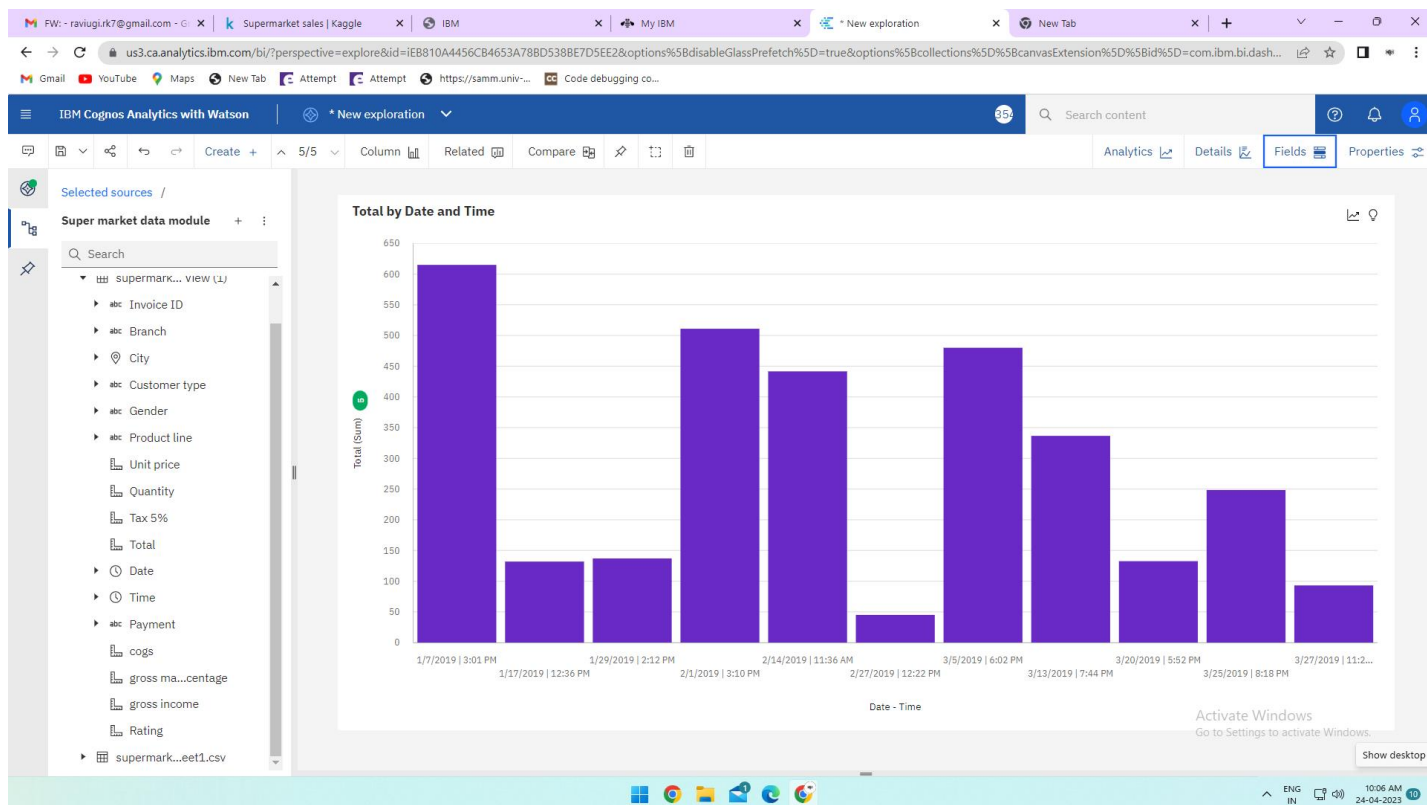 FW: - raviugi.rk7@gmail.com - G
Supermarket sales | Kaggle
IBM
My IBM
* New exploration
New Tab
us3.ca.analytics.ibm.com/bi/?perspective=explore&id=iEB810A4456CB4653A78BD538BE7D5EE2&options%5BdisableGlassPrefetch%5D=true&options%5Bcollections%5D%5BcanvasExtension%5D%5Bid%5D=com.ibm.bi.dash...
Gmail YouTube Maps New Tab Attempt Attempt https://samm.univ-... Code debugging co...
IBM Cognos Analytics with Watson * New exploration 354 Search content
Create + 5/5 Column Related Compare Analytics Details Fields Properties
Selected sources /
Super market data module
Search
supermark... View (1)
abc Invoice ID
abc Branch
City
abc Customer type
abc Gender
abc Product line
Unit price
Quantity
Tax 5%
Total
Date
Time
abc Payment
cogs
gross ma...centage
gross income
Rating
supermark...eet1.csv
Total by Date and Time
Total (Sum)
650
600
550
500
450
400
350
300
250
200
150
100
50
0
1/7/2019 | 3:01 PM
1/17/2019 | 12:36 PM
1/29/2019 | 2:12 PM
2/1/2019 | 3:10 PM
2/14/2019 | 11:36 AM
2/27/2019 | 12:22 PM
3/5/2019 | 6:02 PM
3/13/2019 | 7:44 PM
3/20/2019 | 5:52 PM
3/25/2019 | 8:18 PM
3/27/2019 | 11:2...
Date - Time
Activate Windows
Go to Settings to activate Windows.
Show desktop
ENG
IN
10:06 AM
24-04-2023
10